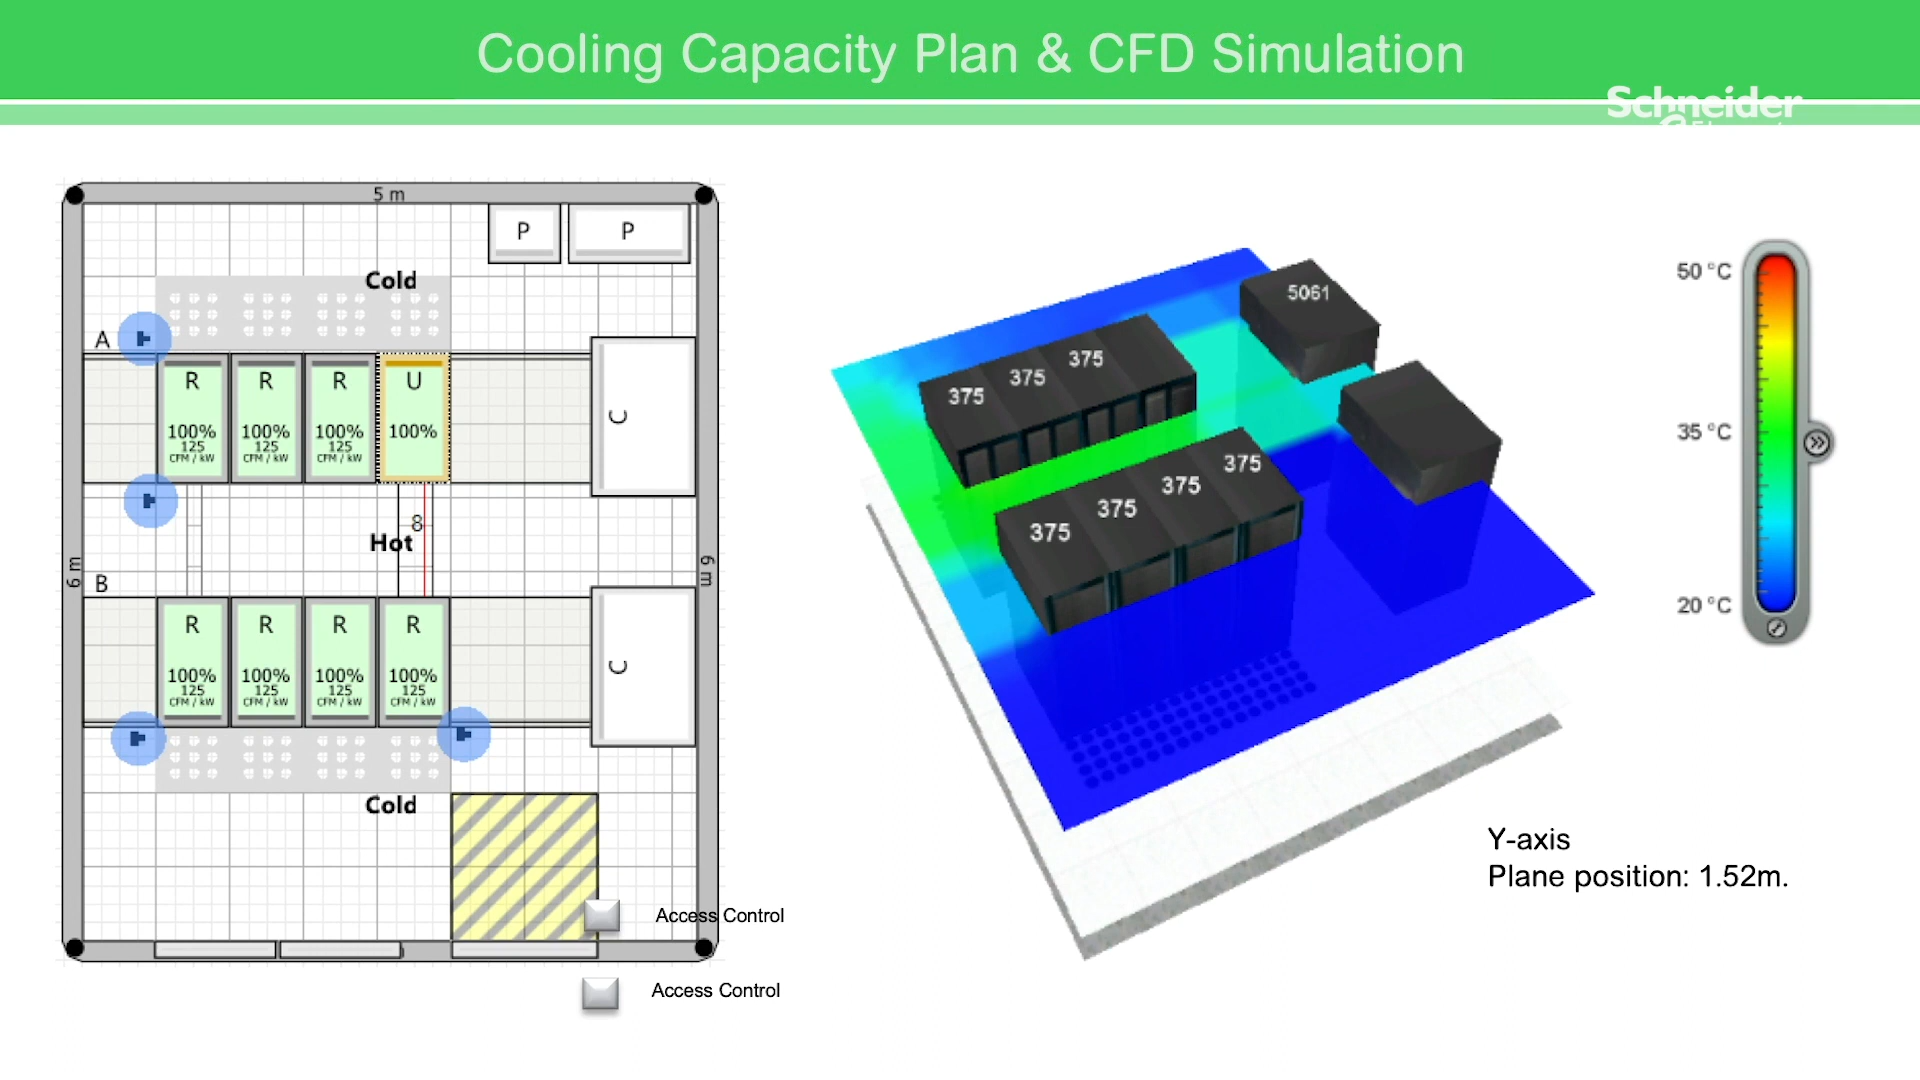 Cooling Capacity Plan & CFD Simulation
Schneider
5 m
P
P
Cold
A
R
R
R
U
100%
100%
100%
100%
125
125
125
CFM / kW
CFM / kW
CFM / kW
C
8
Hot
6 m
6 m
B
R
R
R
R
100%
100%
100%
100%
125
125
125
125
CFM / kW
CFM / kW
CFM / kW
CFM / kW
C
Cold
Access Control
Access Control
5061
375
375
375
375
375
375
375
50 °C
35 °C
20 °C
Y-axis
Plane position: 1.52m.